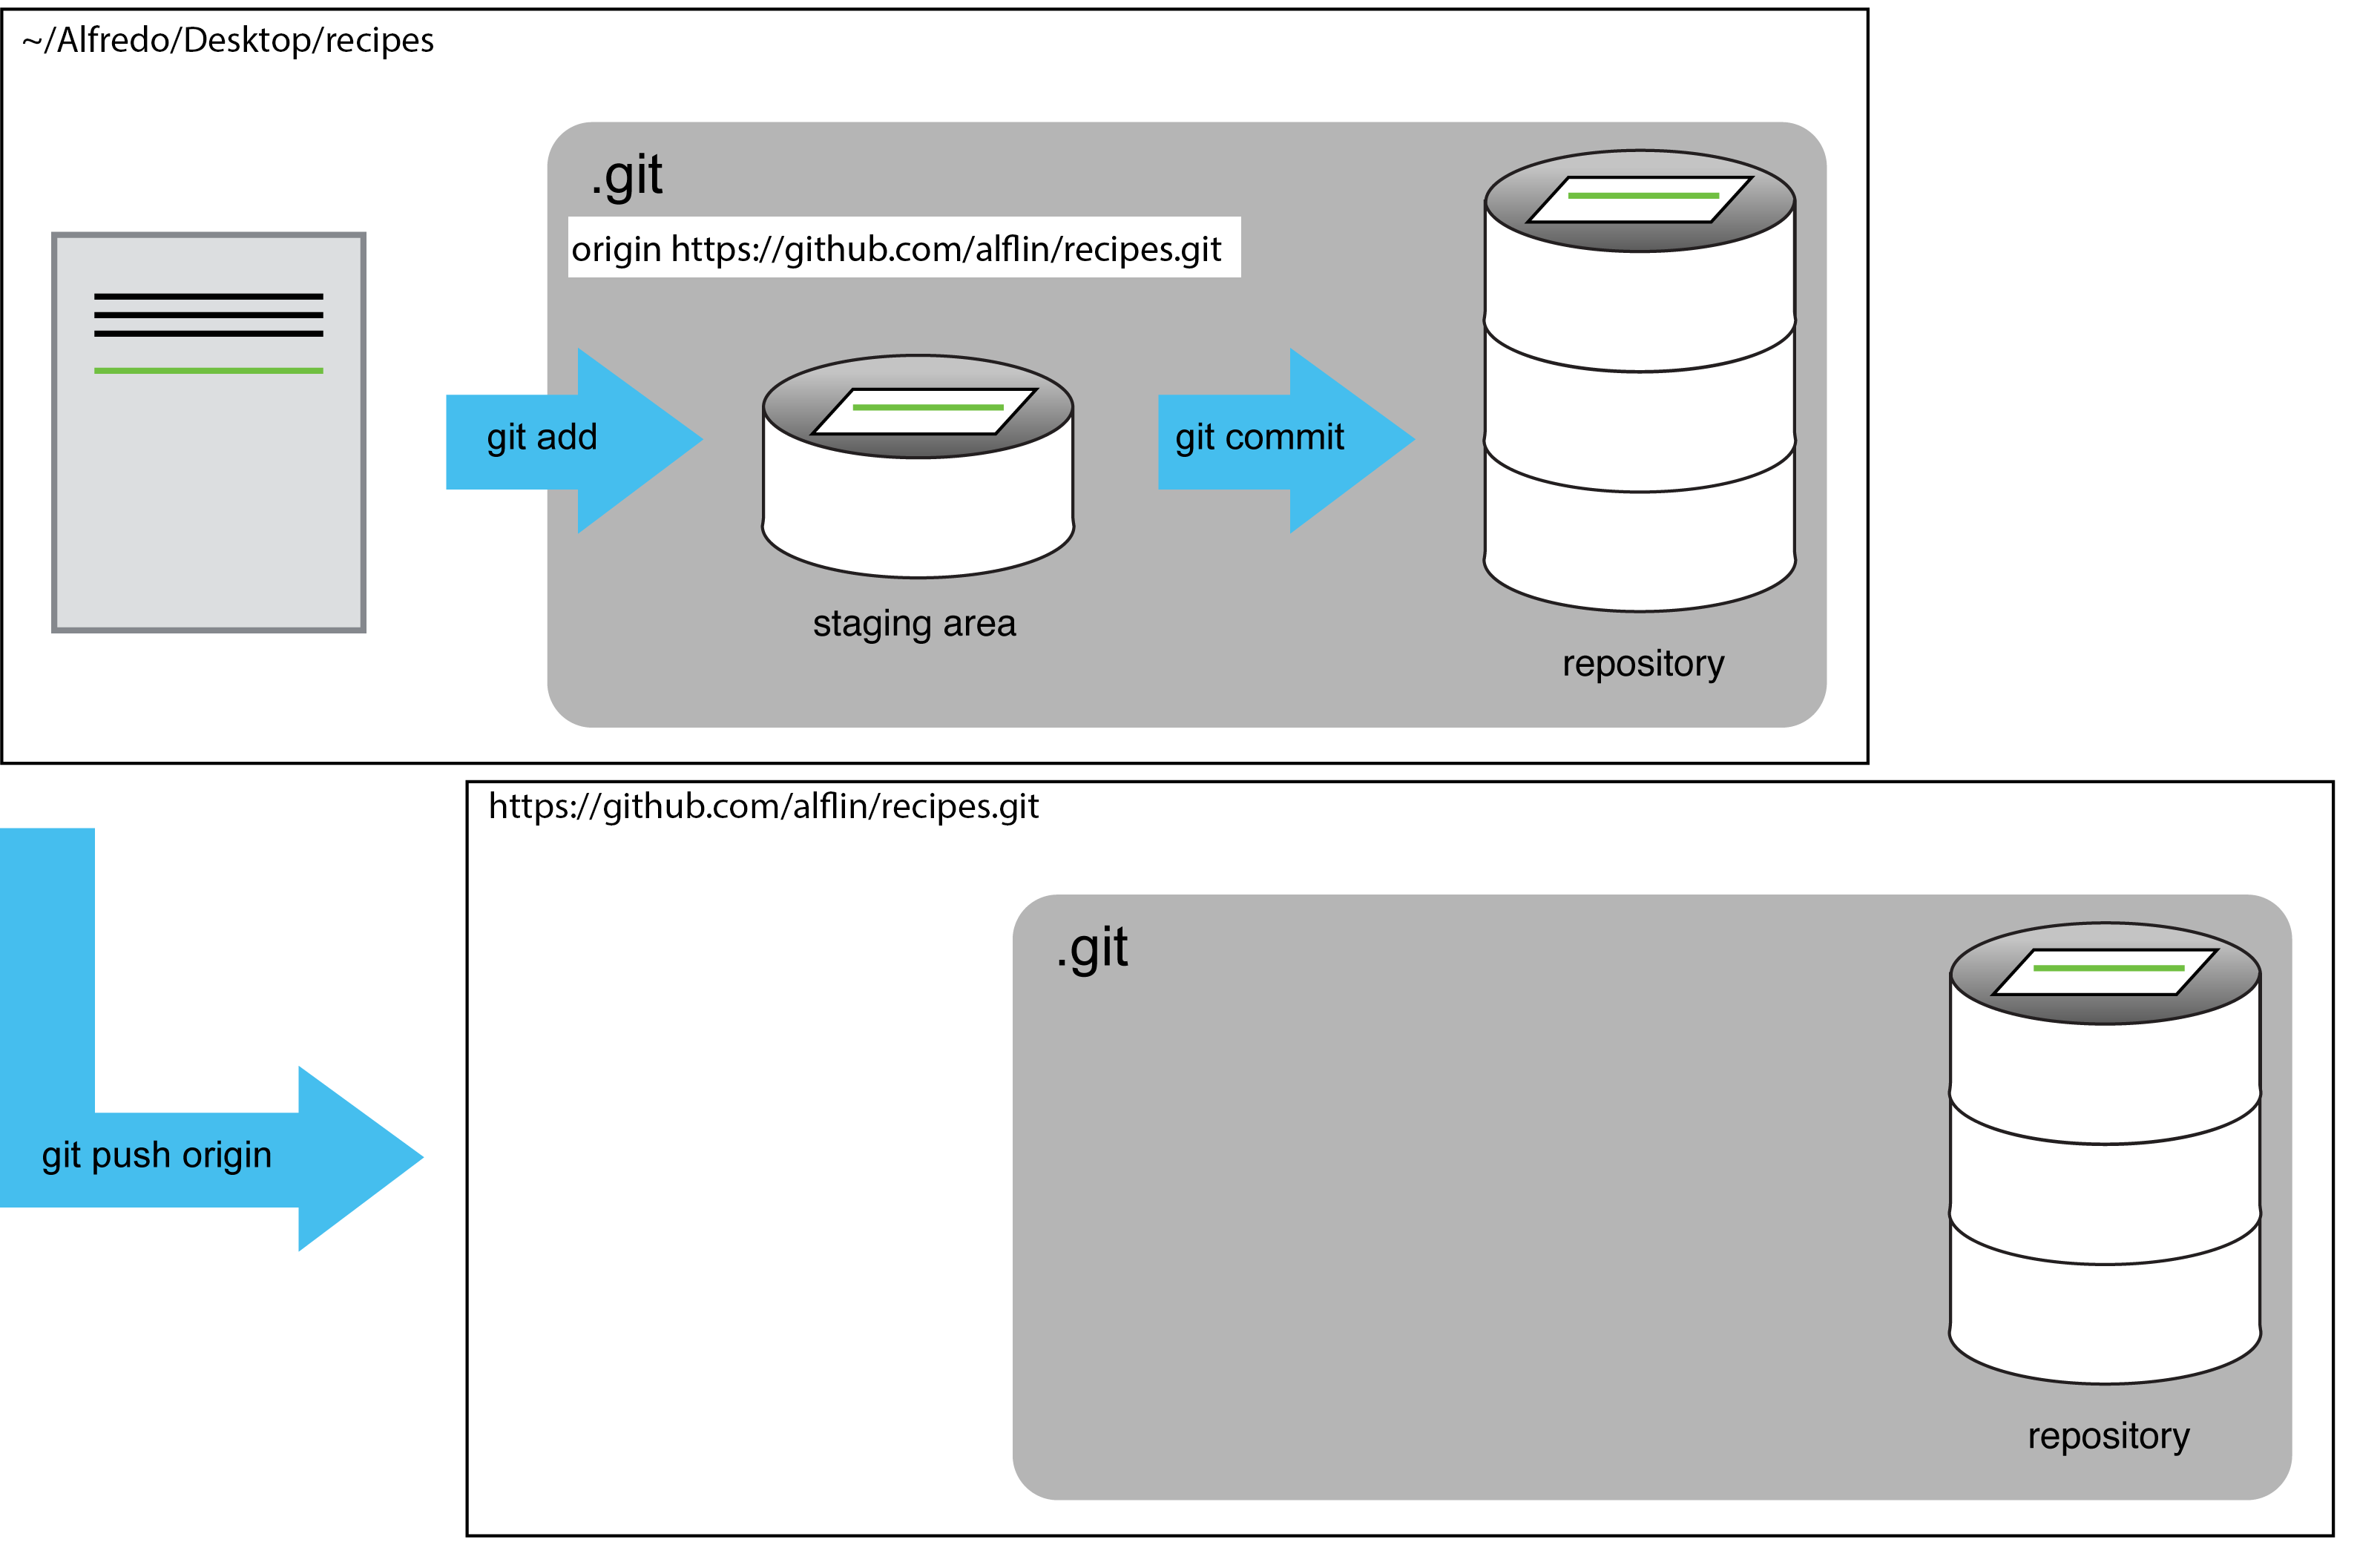 ~/Alfredo/Desktop/recipes
.git
origin https://github.com/alflin/recipes.git
git add
git commit
staging area
repository
https://github.com/alflin/recipes.git
.git
git push origin
repository